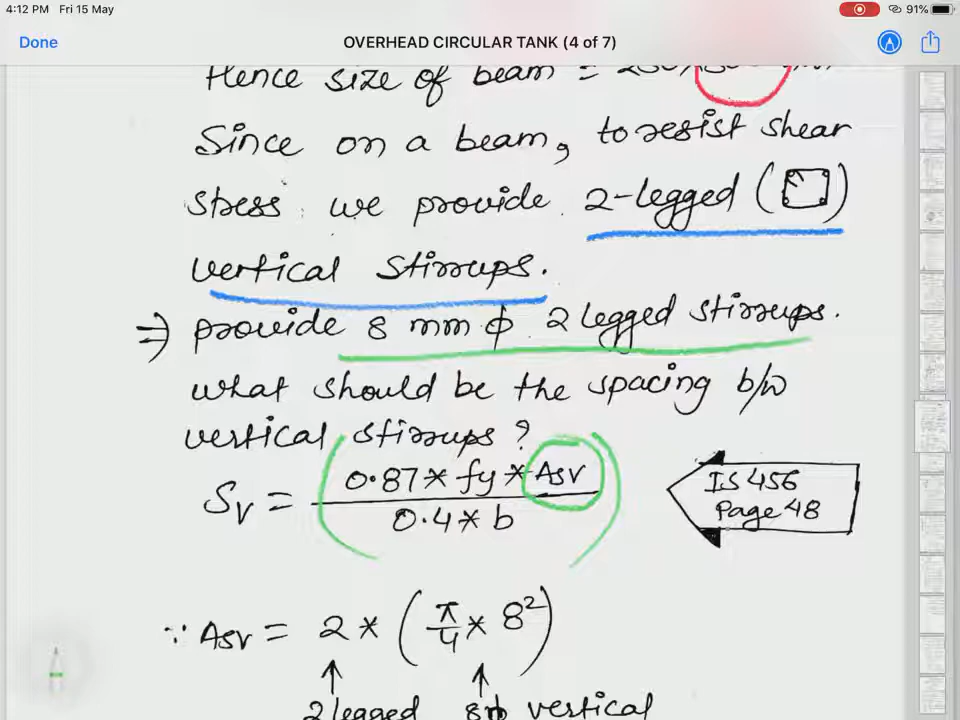 4:12 PM Fri 15 May
91%
Done
OVERHEAD CIRCULAR TANK (4 of 7)
Hence size of beam =
Since on a beam, to resist shear
stress we provide 2-legged ( )
vertical stirrups.
⇒ provide 8 mm ϕ 2 legged stirrups.
what should be the spacing b/w
vertical stirrups?
Sv = (0.87 * fy * Asv / 0.4 * b)
IS 456
Page 48
∵ Asv = 2 * (π/4 * 8²)
↑ ↑
2 legged 8ϕ vertical